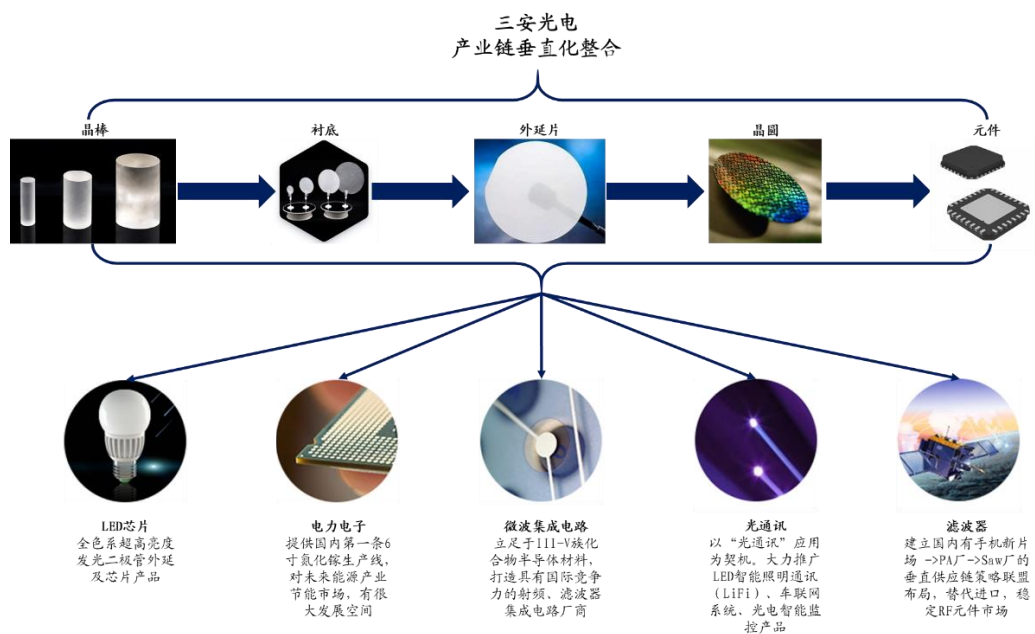 三安光电
产业链垂直化整合
晶棒
衬底
外延片
晶圆
元件
LED芯片
全色系超高亮度
发光二极管外延
及芯片产品
电力电子
提供国内第一条6
寸氮化镓生产线，
对未来能源产业
节能市场，有很
大发展空间
微波集成电路
立足于III-V族化
合物半导体材料，
打造具有国际竞争
力的射频、滤波器
集成电路厂商
光通讯
以“光通讯”应用
为契机。大力推广
LED智能照明通讯
（LiFi）、车联网
系统、光电智能监
控产品
滤波器
建立国内有手机新片
场 ->PA厂->Saw厂的
垂直供应链策略联盟
布局，替代进口，稳
定RF元件市场